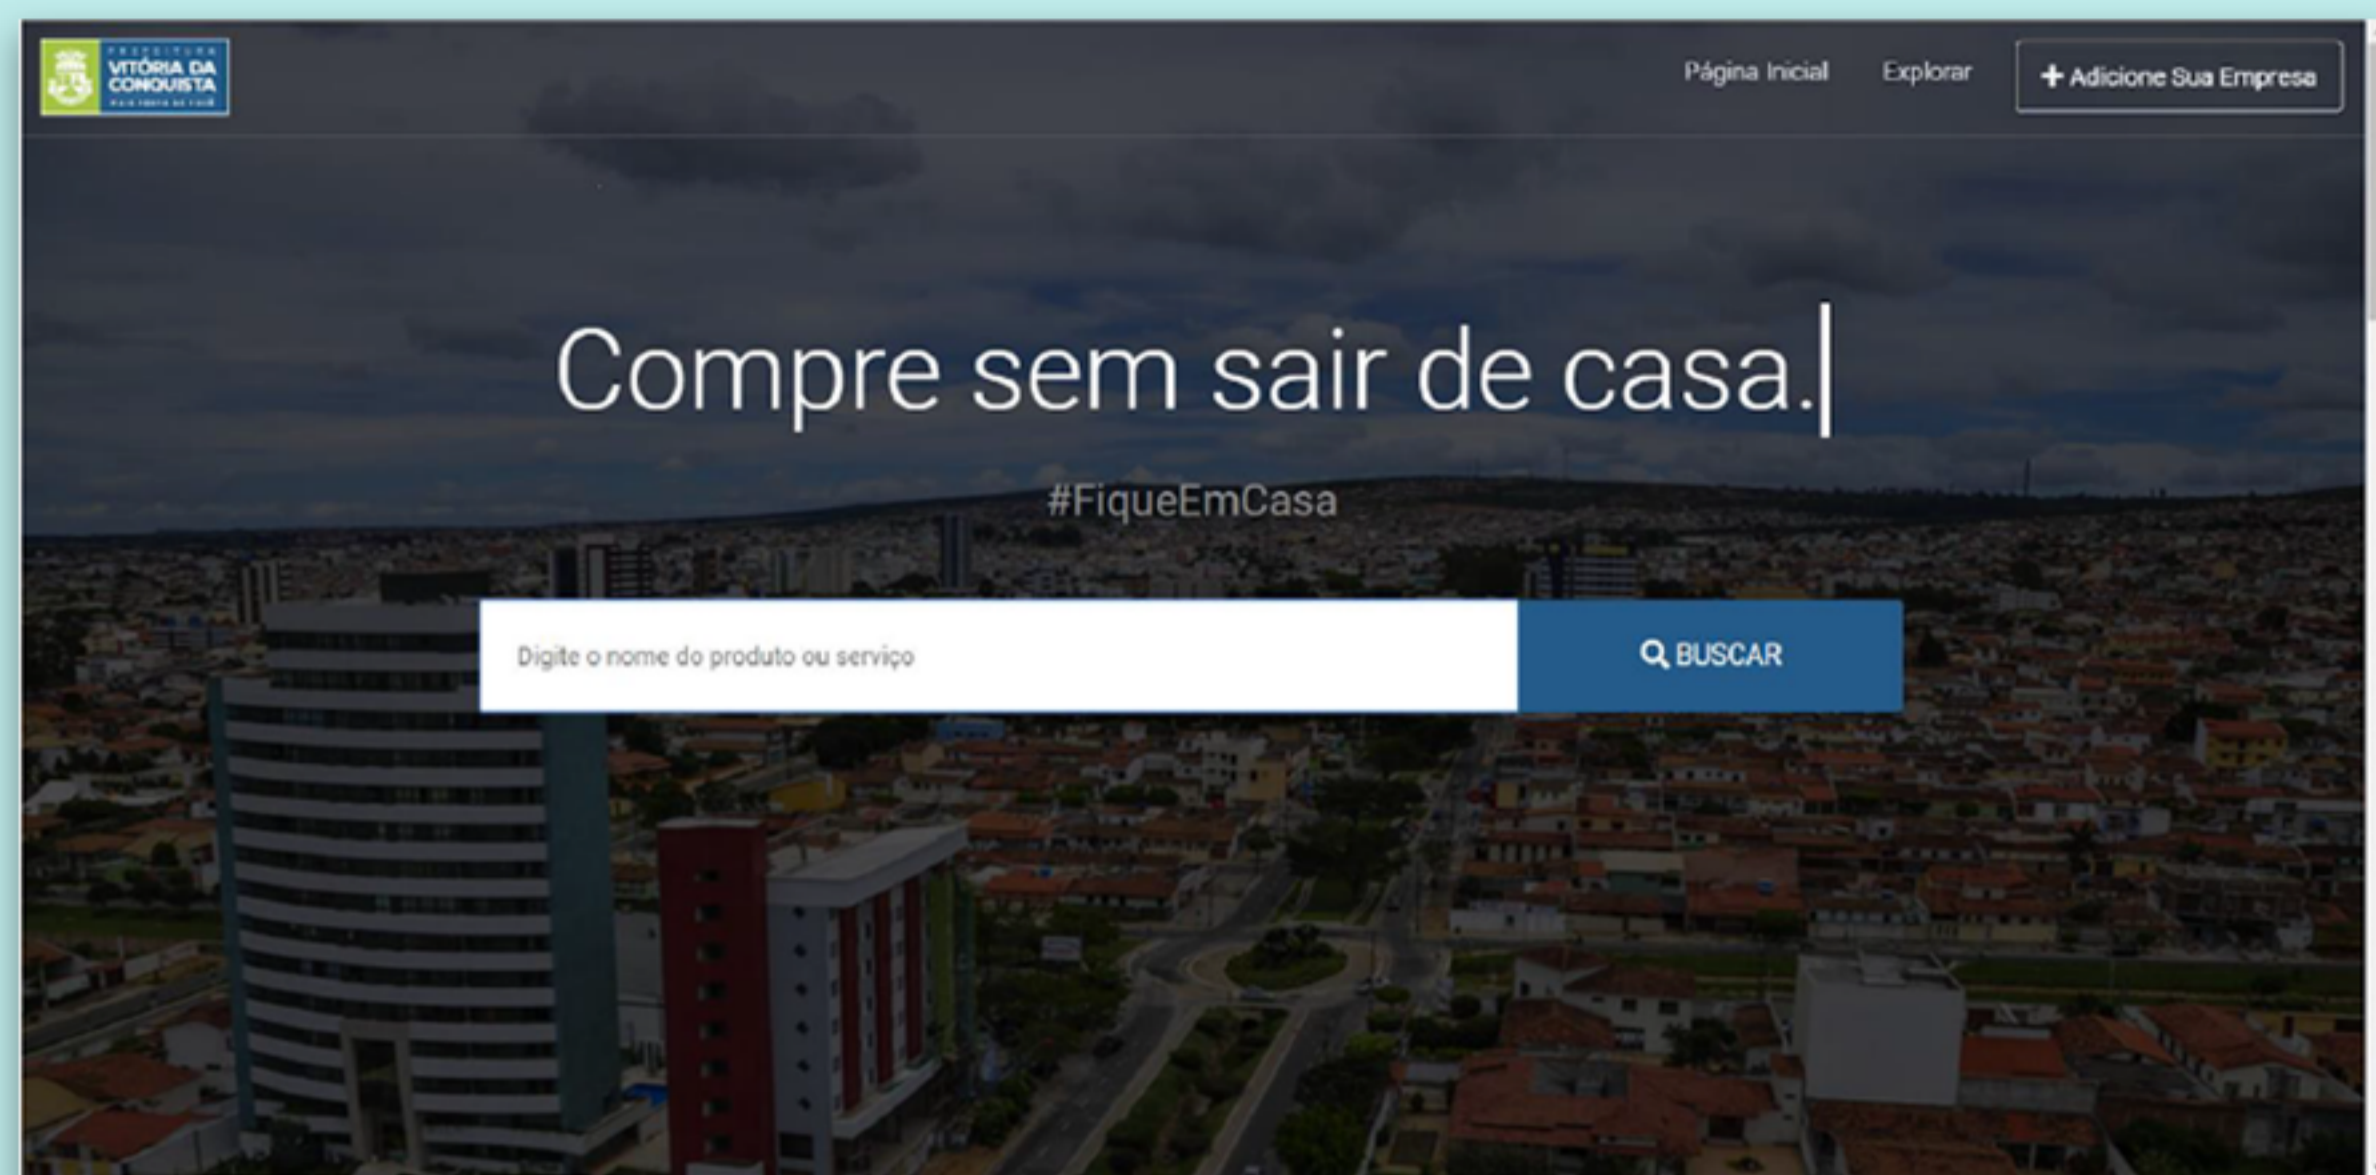 PREFEITURA
VITÓRIA DA
CONQUISTA
Página Inicial
Explorar
+ Adicione Sua Empresa
Compre sem sair de casa.
#FiqueEmCasa
Digite o nome do produto ou serviço
BUSCAR